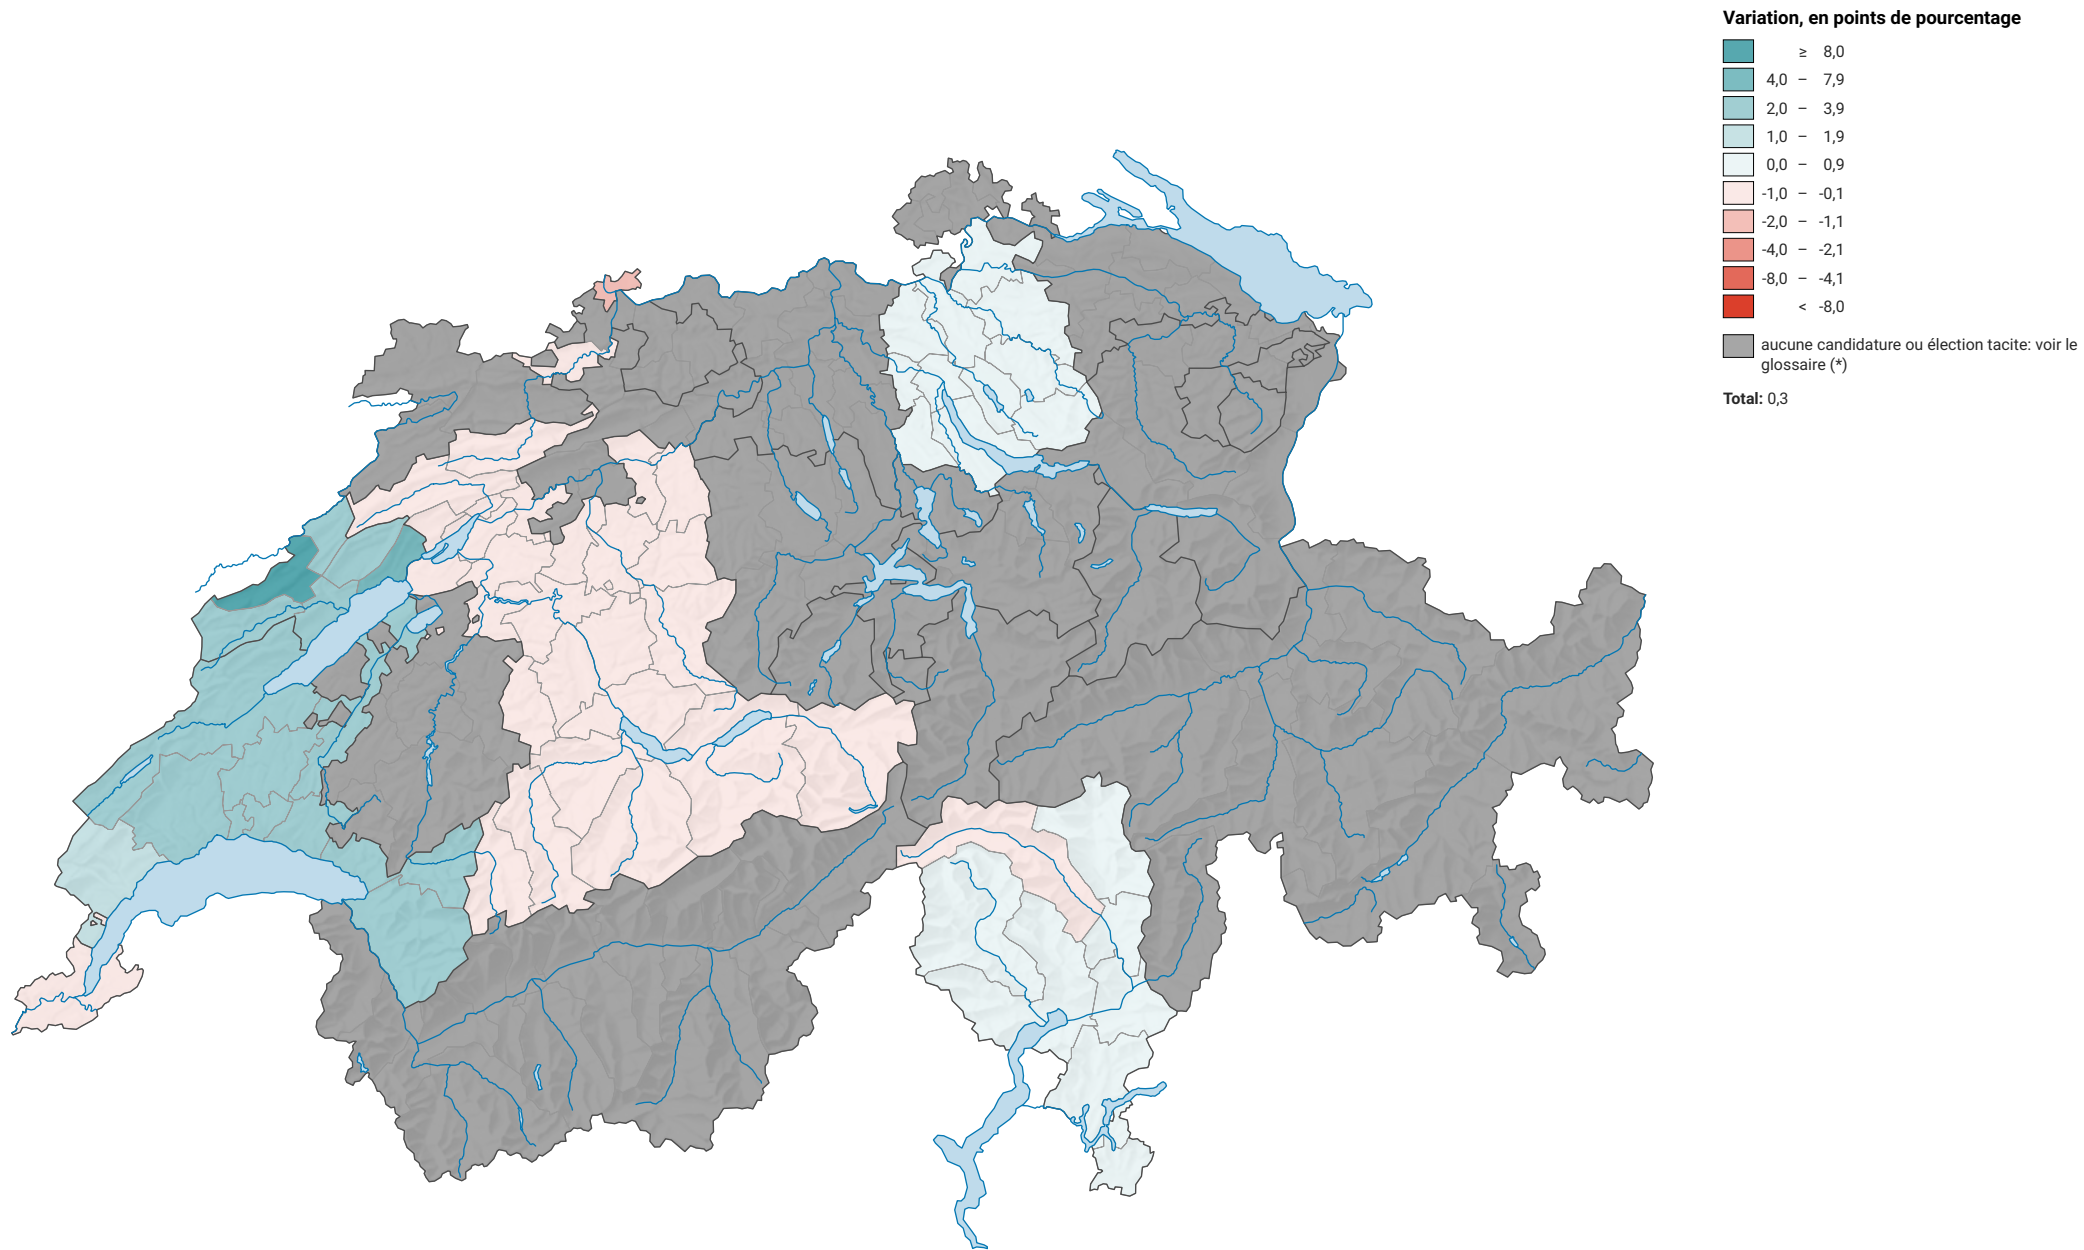 Variation, en points de pourcentage
≥ 8,0
4,0 – 7,9
2,0 – 3,9
1,0 – 1,9
0,0 – 0,9
-1,0 – -0,1
-2,0 – -1,1
-4,0 – -2,1
-8,0 – -4,1
< -8,0
aucune candidature ou élection tacite: voir le
glossaire (*)
Total: 0,3